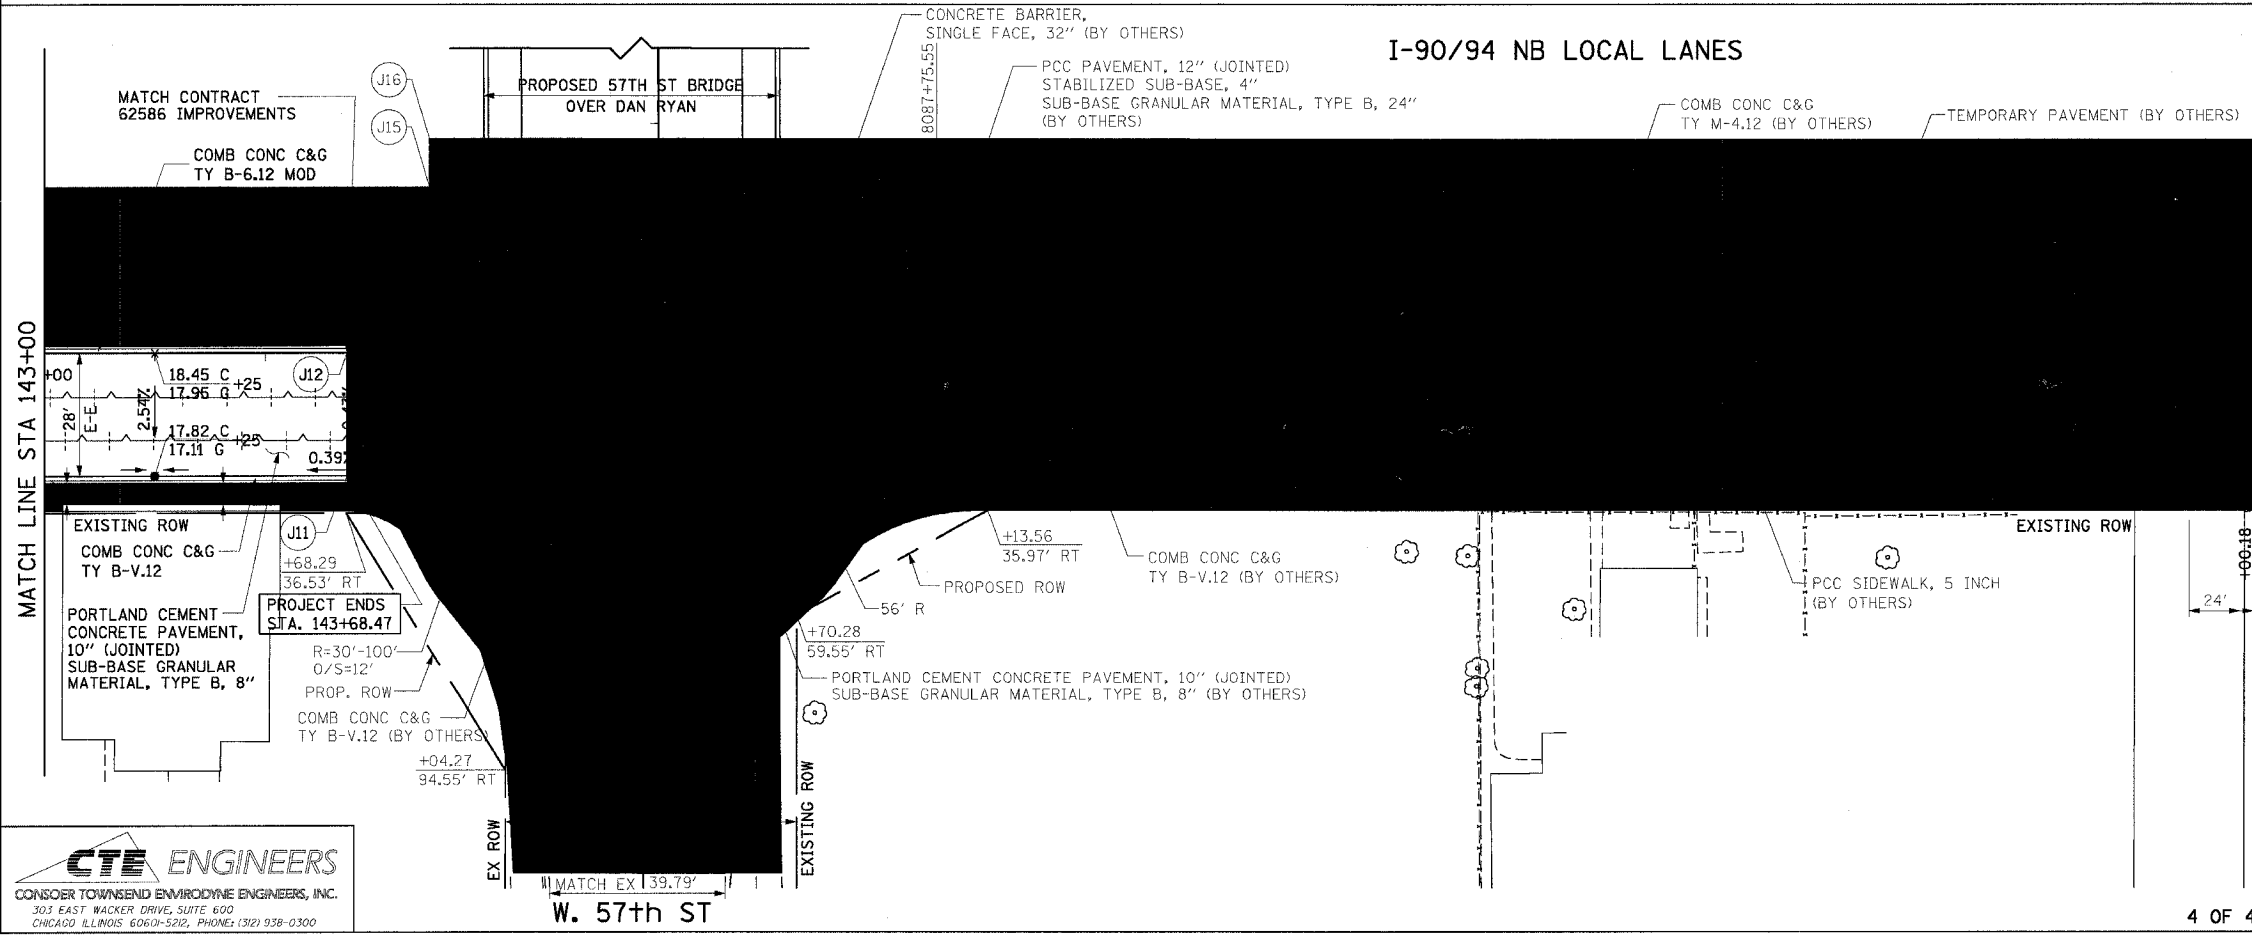 CONCRETE BARRIER,
SINGLE FACE, 32" (BY OTHERS)
I-90/94 NB LOCAL LANES
8087+75.55
PCC PAVEMENT, 12" (JOINTED)
STABILIZED SUB-BASE, 4"
SUB-BASE GRANULAR MATERIAL, TYPE B, 24"
(BY OTHERS)
COMB CONC C&G
TY M-4.12 (BY OTHERS)
TEMPORARY PAVEMENT (BY OTHERS)
J16
J15
PROPOSED 57TH ST BRIDGE
OVER DAN RYAN
MATCH CONTRACT
62586 IMPROVEMENTS
COMB CONC C&G
TY B-6.12 MOD
MATCH LINE STA 143+00
+00
18.45 C
17.96 G
+25
J12
28'
E-E
2.54%
17.82 C
17.11 G
+25
0.39%
EXISTING ROW
COMB CONC C&G
TY B-V.12
J11
+68.29
36.53' RT
PROJECT ENDS
STA. 143+68.47
PORTLAND CEMENT
CONCRETE PAVEMENT,
10" (JOINTED)
SUB-BASE GRANULAR
MATERIAL, TYPE B, 8"
R=30'-100'
O/S=12'
PROP. ROW
COMB CONC C&G
TY B-V.12 (BY OTHERS)
+04.27
94.55' RT
+13.56
35.97' RT
PROPOSED ROW
56' R
+70.28
59.55' RT
PORTLAND CEMENT CONCRETE PAVEMENT, 10" (JOINTED)
SUB-BASE GRANULAR MATERIAL, TYPE B, 8" (BY OTHERS)
COMB CONC C&G
TY B-V.12 (BY OTHERS)
PCC SIDEWALK, 5 INCH
(BY OTHERS)
EXISTING ROW
+00.18
24'
EX ROW
EXISTING ROW
MATCH EX 39.79'
W. 57th ST
CTE ENGINEERS
CONSOER TOWNSEND ENVIRODYNE ENGINEERS, INC.
303 EAST WACKER DRIVE, SUITE 600
CHICAGO ILLINOIS 60601-5212, PHONE: (312) 938-0300
4 OF 4